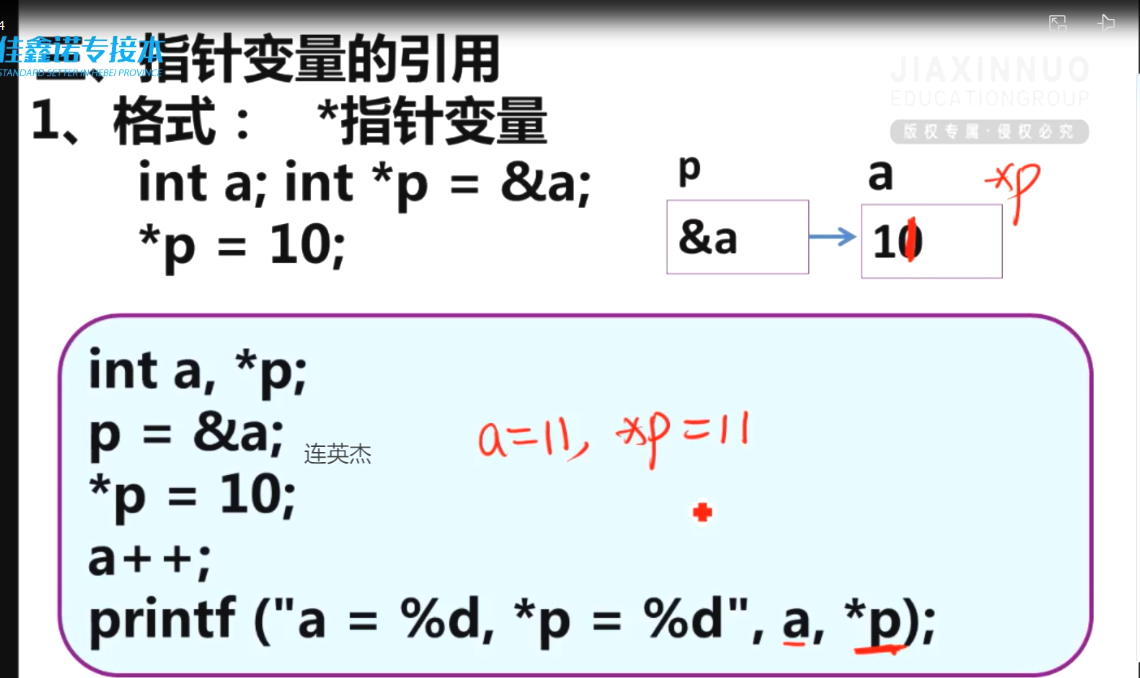 4
佳鑫诺专接本
STANDARD SETTER IN HEBEI PROVINCE
、指针变量的引用
JIAXINNUO
EDUCATIONGROUP
版权专属·侵权必究
1、格式： *指针变量
int a; int *p = &a;
*p = 10;
p a *p
&a 10
int a, *p;
p = &a;
连英杰
a=11, *p=11
*p = 10;
a++;
printf ("a = %d, *p = %d", a, *p);